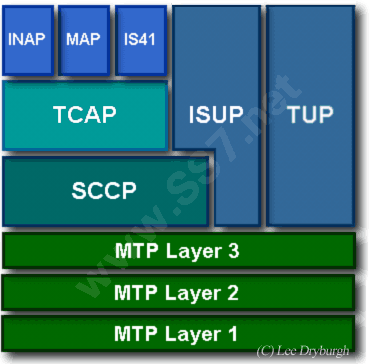 INAP MAP IS41
TCAP ISUP TUP
SCCP
MTP Layer 3
MTP Layer 2
MTP Layer 1
www.SS7.net
(C) Lee Dryburgh